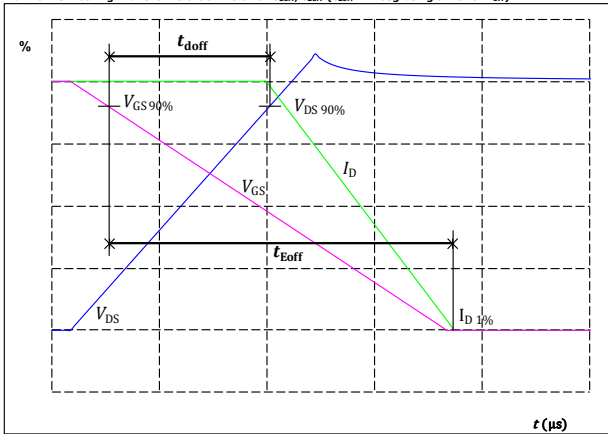 %
tdoff
VGS 90%
VDS 90%
ID
VGS
tEoff
VDS
ID 1%
t (µs)